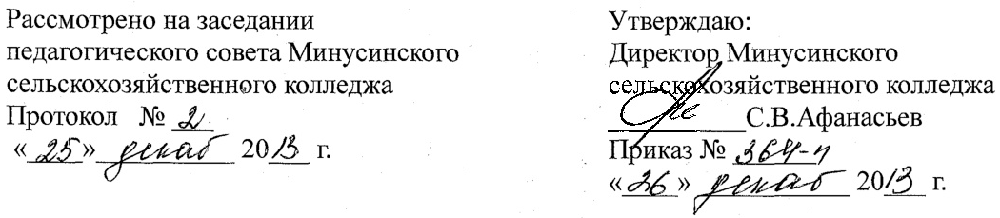 Рассмотрено на заседании
педагогического совета Минусинского
сельскохозяйственного колледжа
Протокол № 2
«25» декаб 2013 г.
Утверждаю:
Директор Минусинского
сельскохозяйственного колледжа
С.В.Афанасьев
Приказ № 364-п
«26» декаб 2013 г.